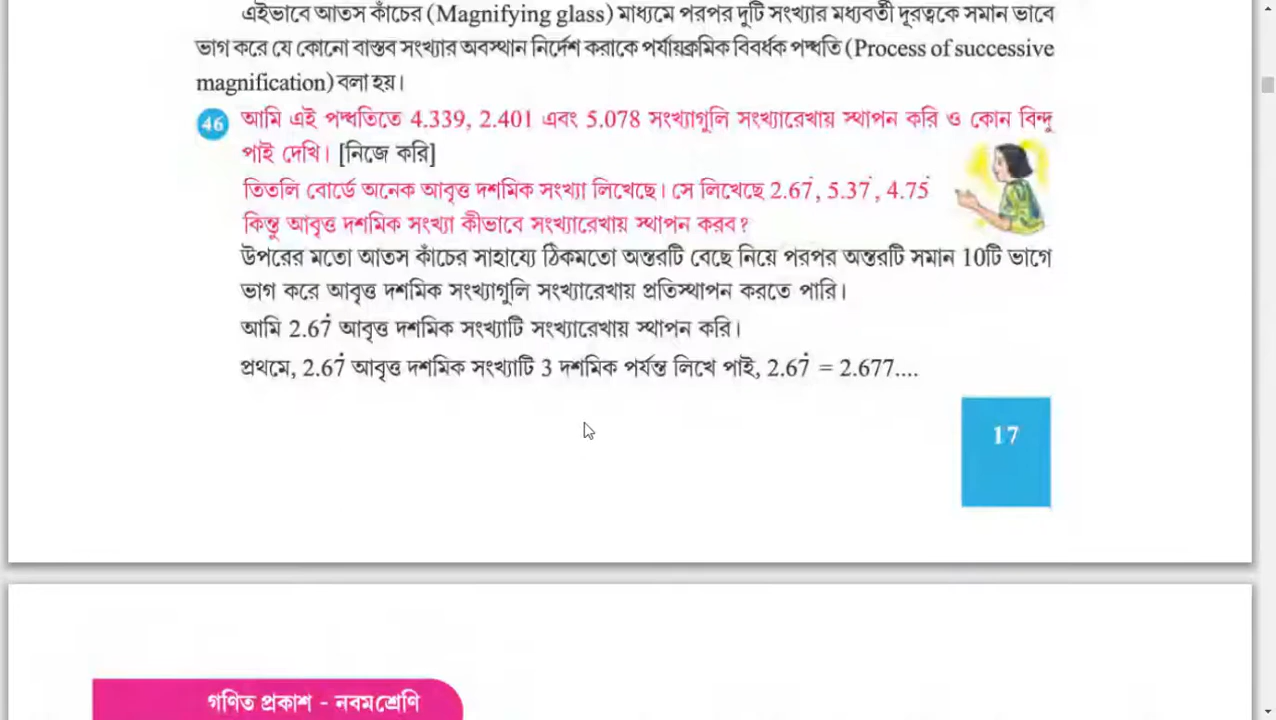 এইভাবে আতস কাঁচের (Magnifying glass) মাধ্যমে পরপর দুটি সংখ্যার মধ্যবর্তী দূরত্বকে সমান ভাবে
ভাগ করে যে কোনো বাস্তব সংখ্যার অবস্থান নির্দেশ করাকে পর্যায়ক্রমিক বিবর্ধক পদ্ধতি (Process of successive
magnification) বলা হয়।
46 আমি এই পদ্ধতিতে 4.339, 2.401 এবং 5.078 সংখ্যাগুলি সংখ্যারেখায় স্থাপন করি ও কোন বিন্দু
পাই দেখি। [নিজে করি]
তিতলি বোর্ডে অনেক আবৃত্ত দশমিক সংখ্যা লিখেছে। সে লিখেছে 2.67̇, 5.37̇, 4.75̇
কিন্তু আবৃত্ত দশমিক সংখ্যা কীভাবে সংখ্যারেখায় স্থাপন করব?
উপরের মতো আতস কাঁচের সাহায্যে ঠিকমতো অন্তরটি বেছে নিয়ে পরপর অন্তরটি সমান 10টি ভাগে
ভাগ করে আবৃত্ত দশমিক সংখ্যাগুলি সংখ্যারেখায় প্রতিস্থাপন করতে পারি।
আমি 2.67̇ আবৃত্ত দশমিক সংখ্যাটি সংখ্যারেখায় স্থাপন করি।
প্রথমে, 2.67̇ আবৃত্ত দশমিক সংখ্যাটি 3 দশমিক পর্যন্ত লিখে পাই, 2.67̇ = 2.677....
17
গণিত প্রকাশ - নবমশ্রেণি